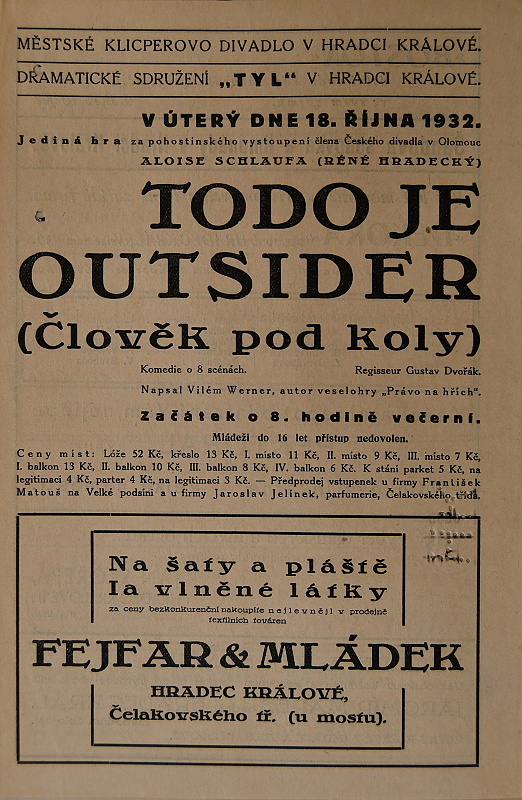 MĚSTSKÉ KLICPEROVO DIVADLO V HRADCI KRÁLOVÉ.
DRAMATICKÉ SDRUŽENÍ „TYL“ V HRADCI KRÁLOVÉ.
V ÚTERÝ DNE 18. ŘÍJNA 1932.
Jediná hra za pohostinského vystoupení člena Českého divadla v Olomouc
ALOISE SCHLAUFA (RÉNÉ HRADECKÝ)
TODO JE
OUTSIDER
(Člověk pod koly)
Komedie o 8 scénách. Regisseur Gustav Dvořák.
Napsal Vilém Werner, autor veselohry „Právo na hřích“.
Začátek o 8. hodině večerní.
Mládeži do 16 let přístup nedovolen.
Ceny míst: Lóže 52 Kč, křeslo 13 Kč, I. místo 11 Kč, II. místo 9 Kč, III. místo 7 Kč,
I. balkon 13 Kč, II. balkon 10 Kč, III. balkon 8 Kč, IV. balkon 6 Kč. K stání parket 5 Kč, na
legitimaci 4 Kč, parter 4 Kč, na legitimaci 3 Kč. — Předprodej vstupenek u firmy František
Matouš na Velké podsíni a u firmy Jaroslav Jelínek, parfumerie, Čelakovského třída.
Na šaty a pláště
Ia vlněné látky
za ceny bezkonkurenční nakoupíte nejlevněji v prodejně
textilních továren
FEJFAR & MLÁDEK
HRADEC KRÁLOVÉ,
Čelakovského tř. (u mostu).